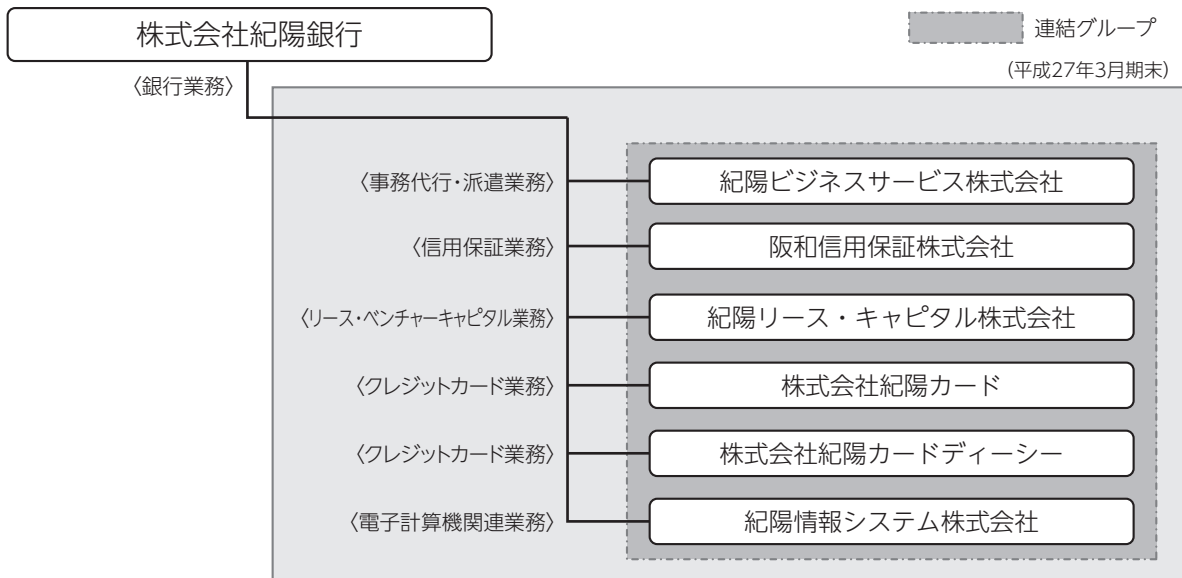 株式会社紀陽銀行
連結グループ
(平成27年3月期末)
〈銀行業務〉
〈事務代行・派遣業務〉
紀陽ビジネスサービス株式会社
〈信用保証業務〉
阪和信用保証株式会社
〈リース・ベンチャーキャピタル業務〉
紀陽リース・キャピタル株式会社
〈クレジットカード業務〉
株式会社紀陽カード
〈クレジットカード業務〉
株式会社紀陽カードディーシー
〈電子計算機関連業務〉
紀陽情報システム株式会社